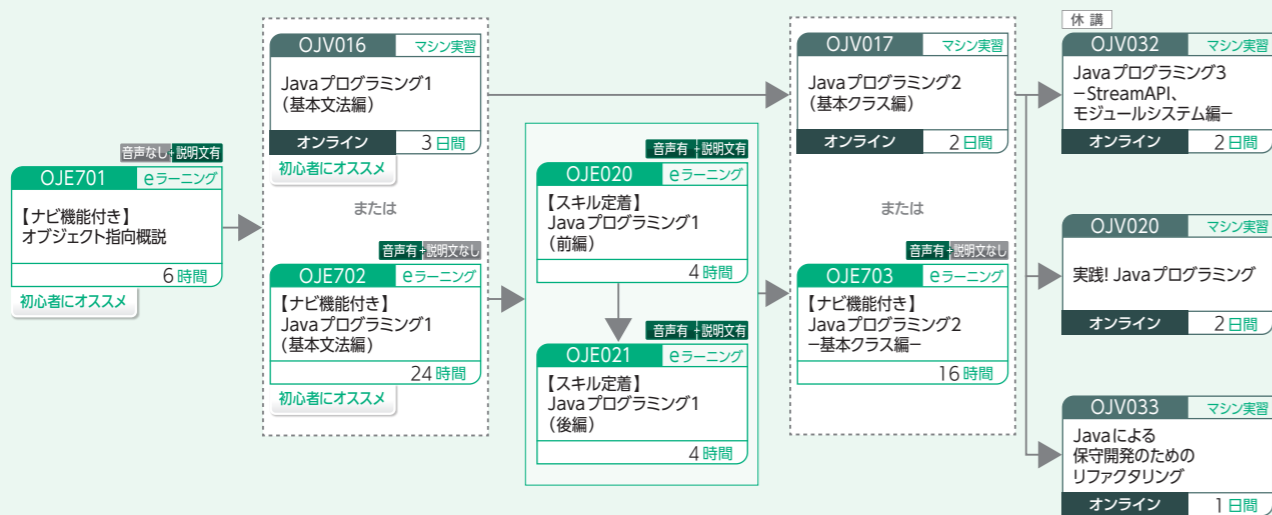 音声なし+説明文有
OJE701 eラーニング
【ナビ機能付き】
オブジェクト指向概説
6時間
初心者にオススメ
OJV016 マシン実習
Javaプログラミング1
（基本文法編）
オンライン 3日間
初心者にオススメ
または
音声有+説明文なし
OJE702 eラーニング
【ナビ機能付き】
Javaプログラミング1
（基本文法編）
24時間
初心者にオススメ
音声有+説明文有
OJE020 eラーニング
【スキル定着】
Javaプログラミング1
（前編）
4時間
音声有+説明文有
OJE021 eラーニング
【スキル定着】
Javaプログラミング1
（後編）
4時間
OJV017 マシン実習
Javaプログラミング2
（基本クラス編）
オンライン 2日間
または
音声有+説明文なし
OJE703 eラーニング
【ナビ機能付き】
Javaプログラミング2
−基本クラス編−
16時間
休講
OJV032 マシン実習
Javaプログラミング3
−StreamAPI、
モジュールシステム編−
オンライン 2日間
OJV020 マシン実習
実践! Javaプログラミング
オンライン 2日間
OJV033 マシン実習
Javaによる
保守開発のための
リファクタリング
オンライン 1日間